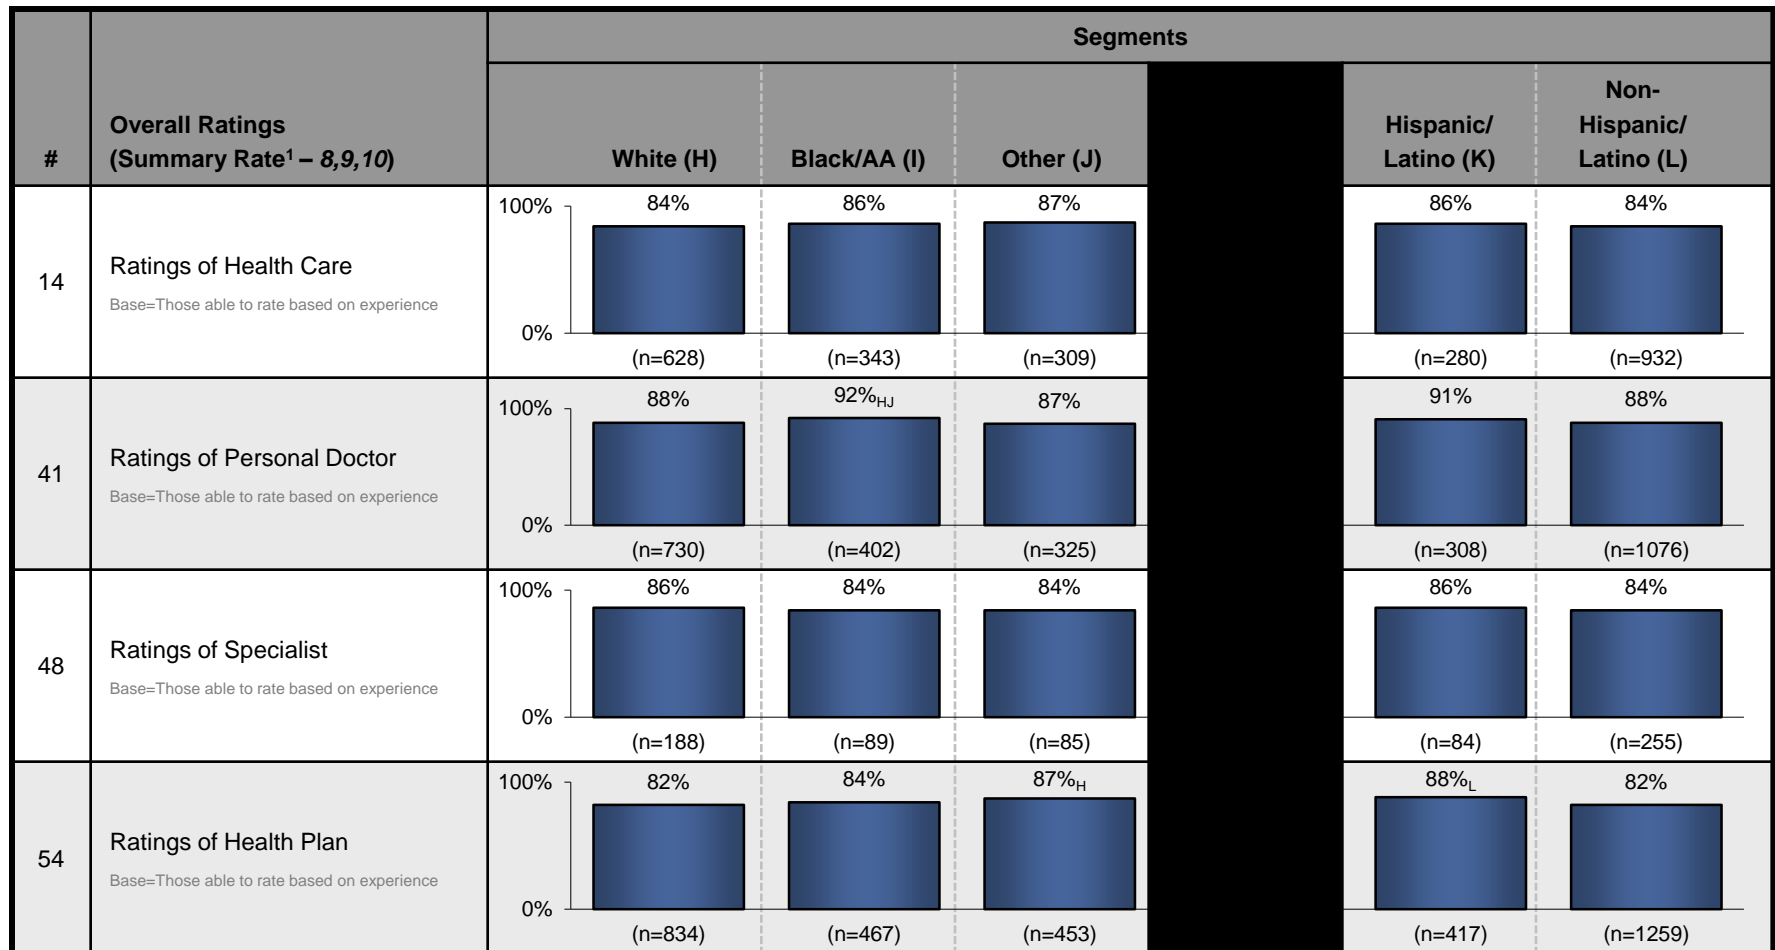 Segments
#
Overall Ratings
(Summary Rate¹ – 8,9,10)
White (H)
Black/AA (I)
Other (J)
Hispanic/
Latino (K)
Non-
Hispanic/
Latino (L)
14
Ratings of Health Care
Base=Those able to rate based on experience
100%
0%
84% 86% 87% 86% 84%
(n=628) (n=343) (n=309) (n=280) (n=932)
41
Ratings of Personal Doctor
Base=Those able to rate based on experience
100%
0%
88% 92%HJ 87% 91% 88%
(n=730) (n=402) (n=325) (n=308) (n=1076)
48
Ratings of Specialist
Base=Those able to rate based on experience
100%
0%
86% 84% 84% 86% 84%
(n=188) (n=89) (n=85) (n=84) (n=255)
54
Ratings of Health Plan
Base=Those able to rate based on experience
100%
0%
82% 84% 87%H 88%L 82%
(n=834) (n=467) (n=453) (n=417) (n=1259)